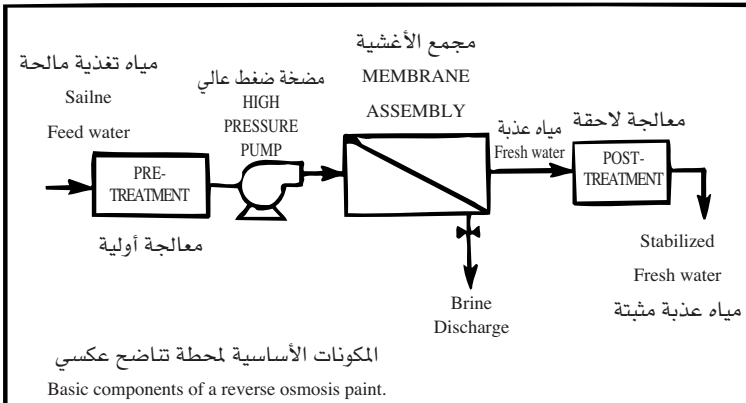 مياه تغذية مالحة
Sailne
Feed water
PRE-
TREATMENT
معالجة أولية
مضخة ضغط عالي
HIGH
PRESSURE
PUMP
مجمع الأغشية
MEMBRANE
ASSEMBLY
مياه عذبة
Fresh water
معالجة لاحقة
POST-
TREATMENT
Stabilized
Fresh water
مياه عذبة مثبتة
Brine
Discharge
المكونات الأساسية لمحطة تناضح عكسي
Basic components of a reverse osmosis paint.